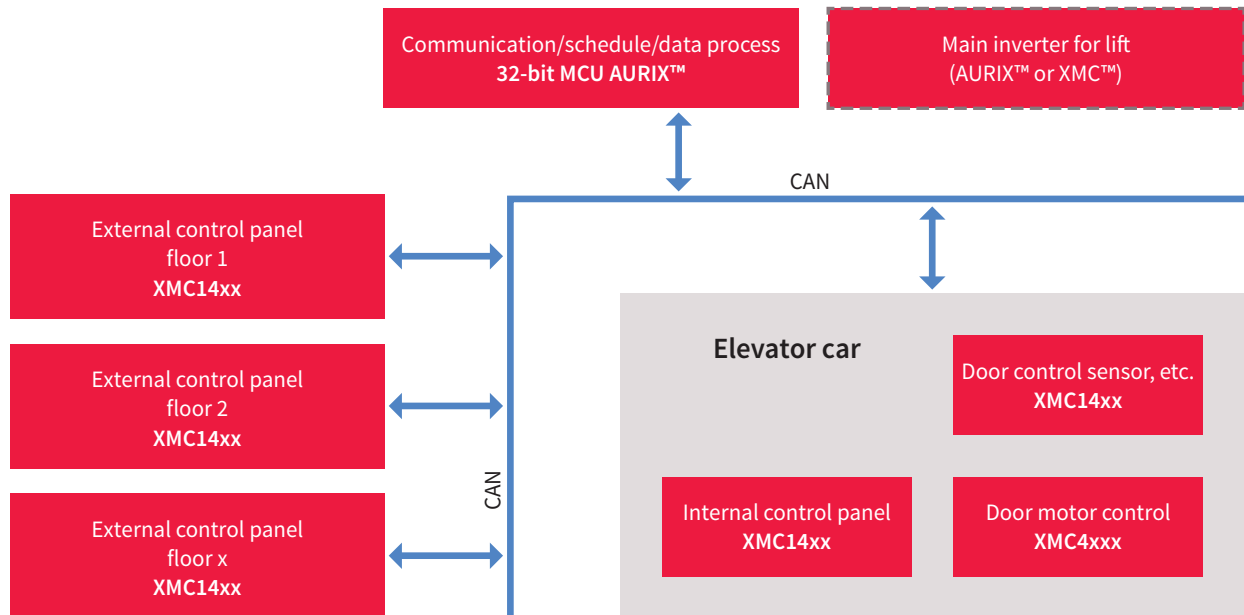 Communication/schedule/data process
32-bit MCU AURIX™
Main inverter for lift
(AURIX™ or XMC™)
CAN
External control panel
floor 1
XMC14xx
External control panel
floor 2
XMC14xx
External control panel
floor x
XMC14xx
CAN
Elevator car
Door control sensor, etc.
XMC14xx
Internal control panel
XMC14xx
Door motor control
XMC4xxx